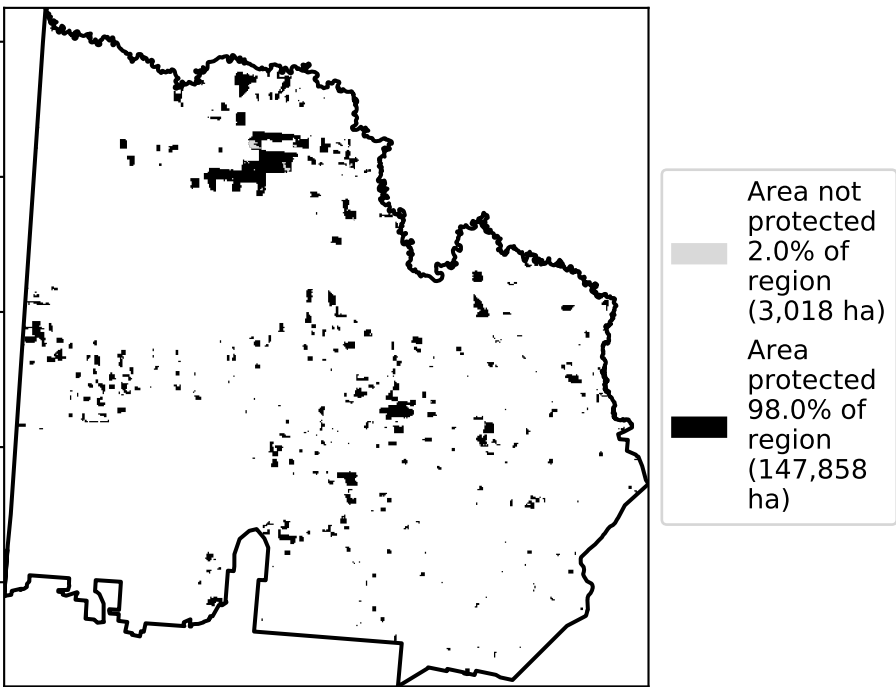 Area not
protected
2.0% of
region
(3,018 ha)
Area
protected
98.0% of
region
(147,858
ha)